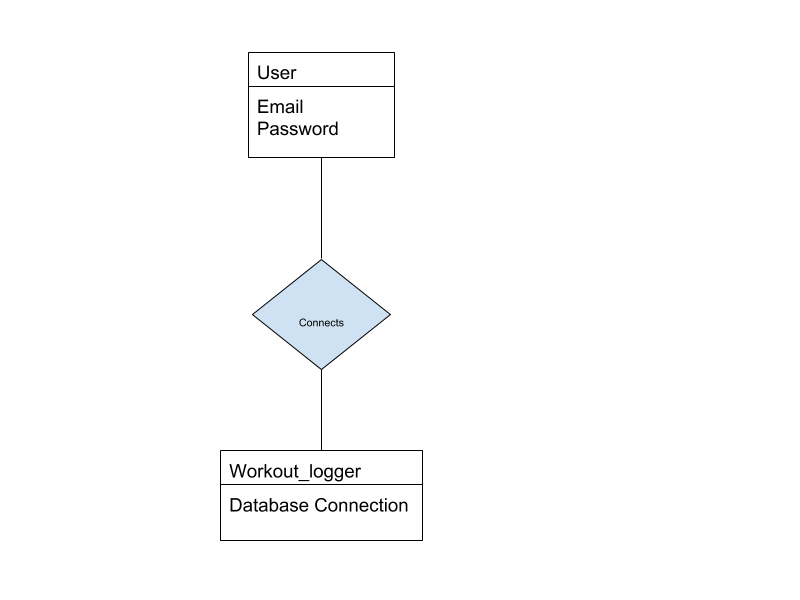 User
Email
Password
Connects
Workout_logger
Database Connection